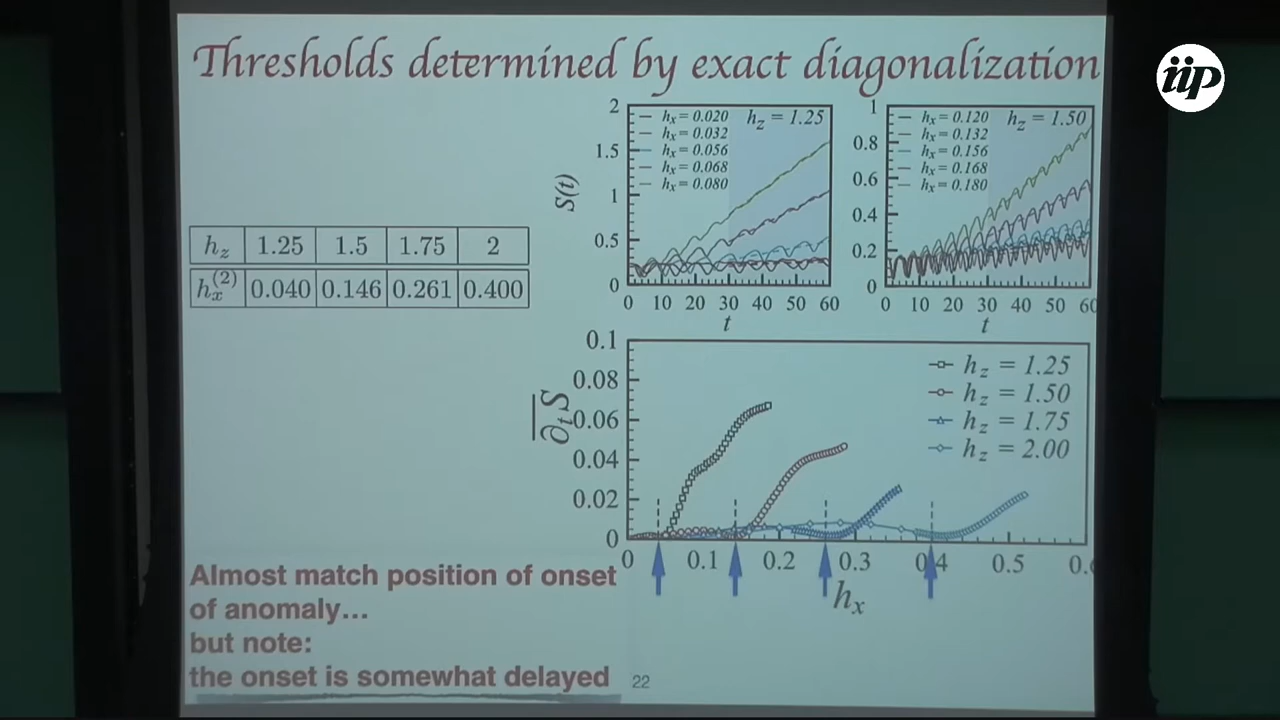 Thresholds determined by exact diagonalization
iip
h_z 1.25 1.5 1.75 2
h_x^(2) 0.040 0.146 0.261 0.400
2
1.5
1
0.5
0
S(t)
h_x = 0.020
h_x = 0.032
h_x = 0.056
h_x = 0.068
h_x = 0.080
h_z = 1.25
0 10 20 30 40 50 60
t
1
0.8
0.6
0.4
0.2
0
h_x = 0.120
h_x = 0.132
h_x = 0.156
h_x = 0.168
h_x = 0.180
h_z = 1.50
0 10 20 30 40 50 60
t
0.1
0.08
0.06
0.04
0.02
0
∂_tS
h_z = 1.25
h_z = 1.50
h_z = 1.75
h_z = 2.00
0 0.1 0.2 0.3 0.4 0.5 0.
h_x
Almost match position of onset
of anomaly...
but note:
the onset is somewhat delayed
22